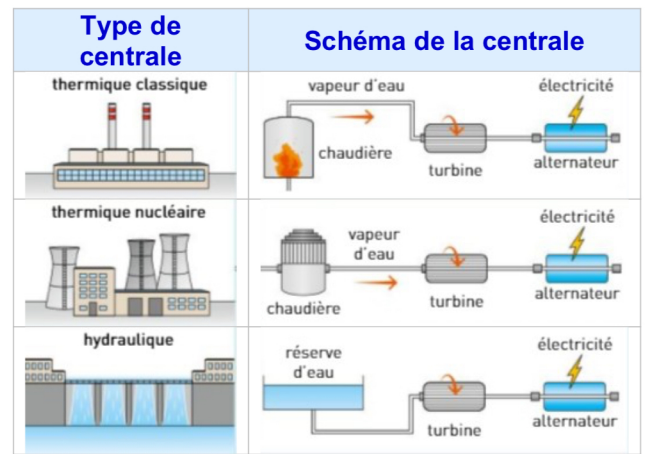 Type de
centrale
Schéma de la centrale
thermique classique
vapeur d'eau
électricité
chaudière
turbine
alternateur
thermique nucléaire
vapeur
d'eau
électricité
chaudière
turbine
alternateur
hydraulique
réserve
d'eau
électricité
turbine
alternateur